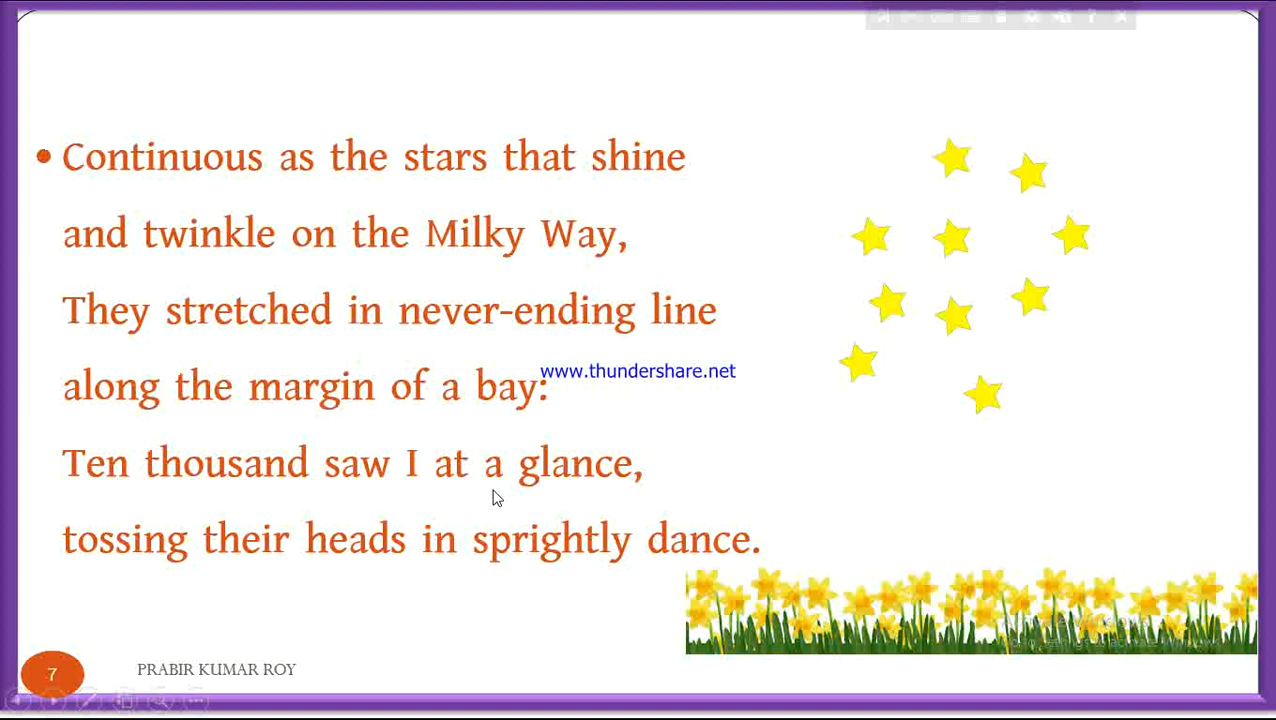 • Continuous as the stars that shine
and twinkle on the Milky Way,
They stretched in never-ending line
along the margin of a bay:
www.thundershare.net
Ten thousand saw I at a glance,
tossing their heads in sprightly dance.
7
PRABIR KUMAR ROY